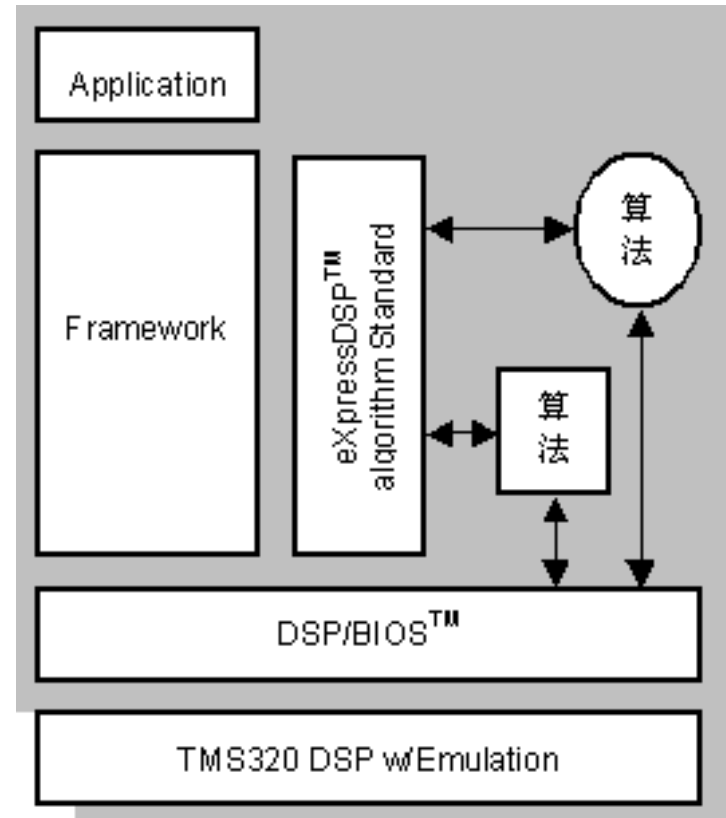 Application
Framework
eXpressDSP™
algorithm Standard
算
法
算
法
DSP/BIOS™
TMS320 DSP w/Emulation